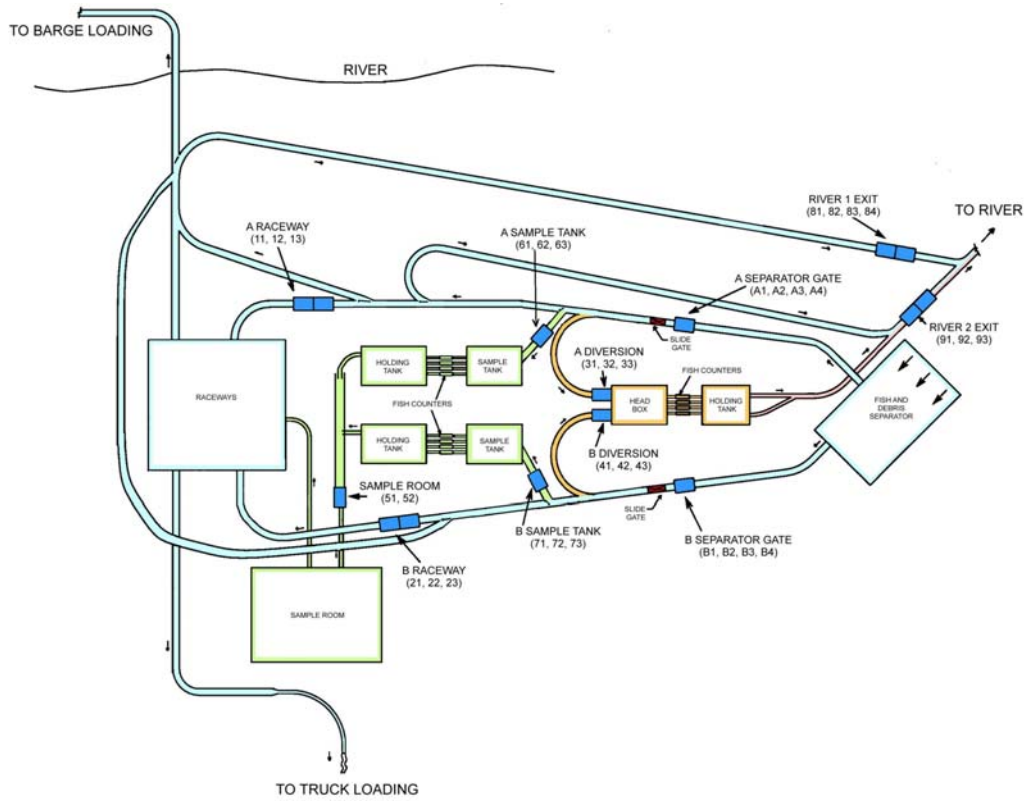 TO BARGE LOADING
RIVER
RIVER 1 EXIT
(81, 82, 83, 84)
TO RIVER
A RACEWAY
(11, 12, 13)
A SAMPLE TANK
(61, 62, 63)
A SEPARATOR GATE
(A1, A2, A3, A4)
RIVER 2 EXIT
(91, 92, 93)
SLIDE
GATE
A DIVERSION
(31, 32, 33)
HOLDING
TANK
SAMPLE
TANK
FISH COUNTERS
RACEWAYS
FISH COUNTERS
HEAD
BOX
HOLDING
TANK
FISH AND
DEBRIS
SEPARATOR
HOLDING
TANK
SAMPLE
TANK
B DIVERSION
(41, 42, 43)
SAMPLE ROOM
(51, 52)
SLIDE
GATE
B SAMPLE TANK
(71, 72, 73)
B SEPARATOR GATE
(B1, B2, B3, B4)
B RACEWAY
(21, 22, 23)
SAMPLE ROOM
TO TRUCK LOADING